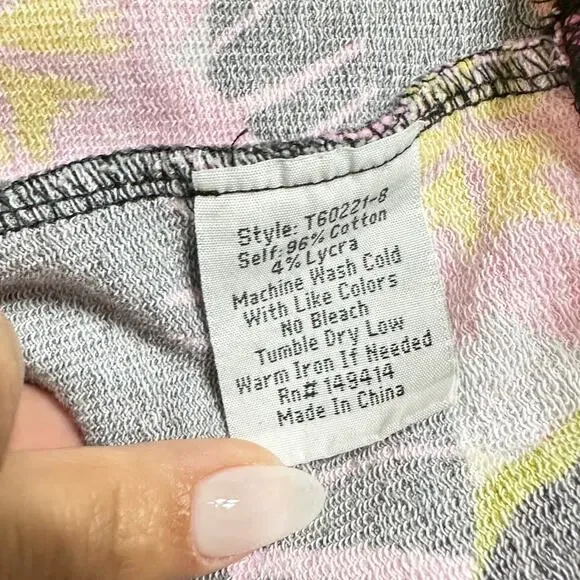 Style: T60221-8
Self: 96% Cotton
4% Lycra
Machine Wash Cold
With Like Colors
No Bleach
Tumble Dry Low
Warm Iron If Needed
Rn# 149414
Made In China